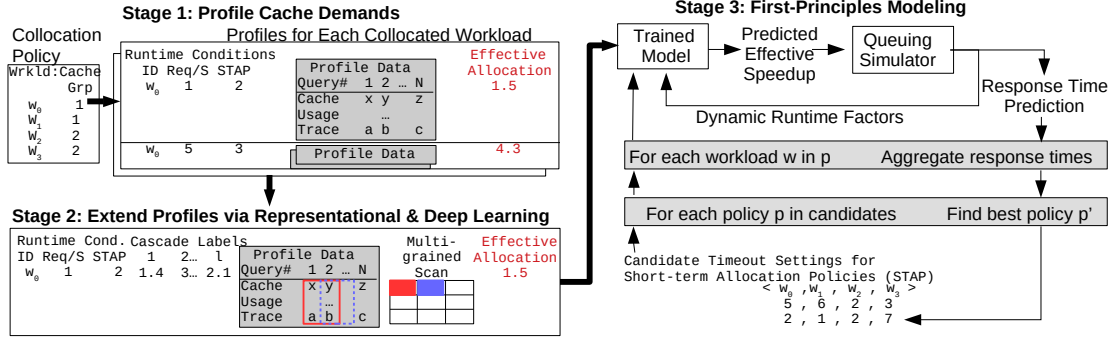 Stage 1: Profile Cache Demands
Collocation
Policy
Wrkld:Cache
Grp
w0 1
W1 1
W2 2
W3 2
Profiles for Each Collocated Workload
Runtime Conditions
ID Req/S STAP
w0 1 2
Profile Data
Query# 1 2 … N
Cache x y z
Usage …
Trace a b c
Effective
Allocation
1.5
w0 5 3
Profile Data
4.3
Stage 2: Extend Profiles via Representational & Deep Learning
Runtime Cond. Cascade Labels
ID Req/S STAP 1 2… l
w0 1 2 1.4 3… 2.1
Profile Data
Query# 1 2 … N
Cache x y z
Usage …
Trace a b c
Multi-
grained
Scan
Effective
Allocation
1.5
Stage 3: First-Principles Modeling
Trained
Model
Predicted
Effective
Speedup
Queuing
Simulator
Response Time
Prediction
Dynamic Runtime Factors
For each workload w in p Aggregate response times
For each policy p in candidates Find best policy p’
Candidate Timeout Settings for
Short-term Allocation Policies (STAP)
< w0 ,w1 , w2 , w3 >
5 , 6 , 2 , 3
2 , 1 , 2 , 7